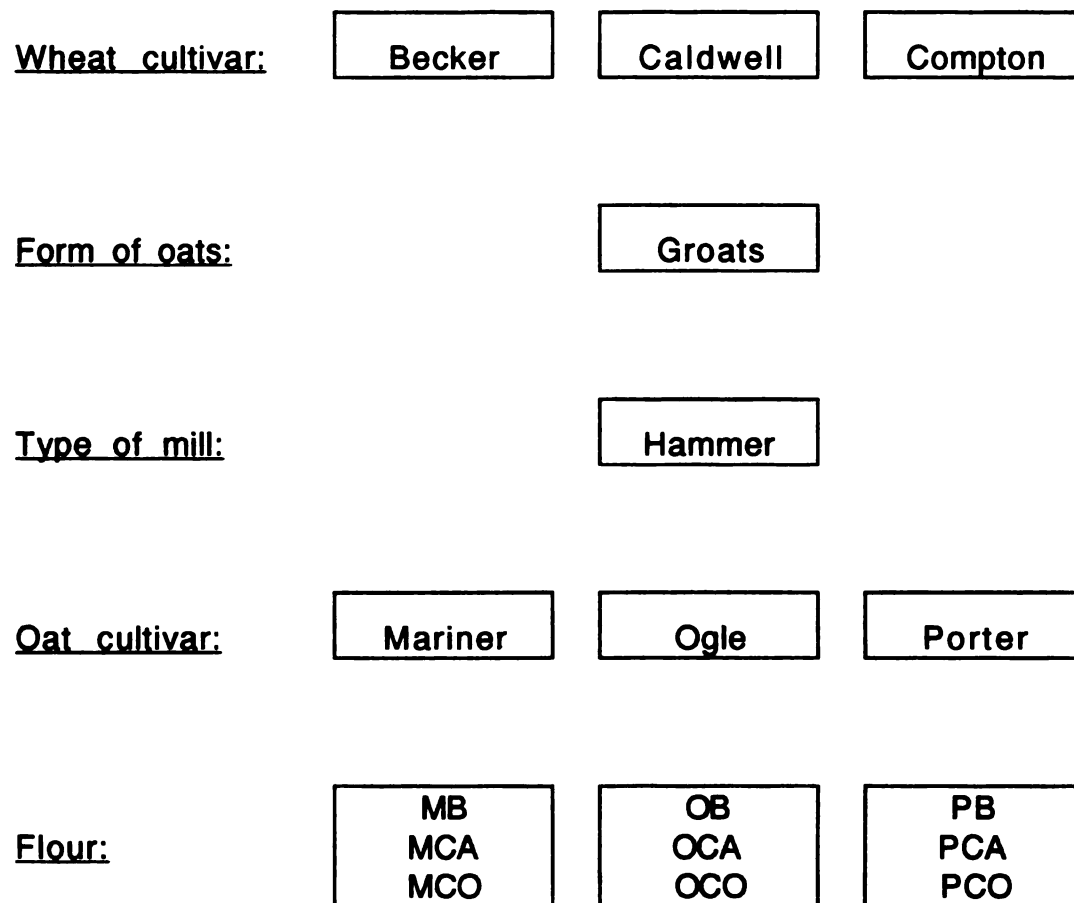 Wheat cultivar: Becker Caldwell Compton
Form of oats: Groats
Type of mill: Hammer
Oat cultivar: Mariner Ogle Porter
MB OB PB
Flour: MCA OCA PCA
MCO OCO PCO